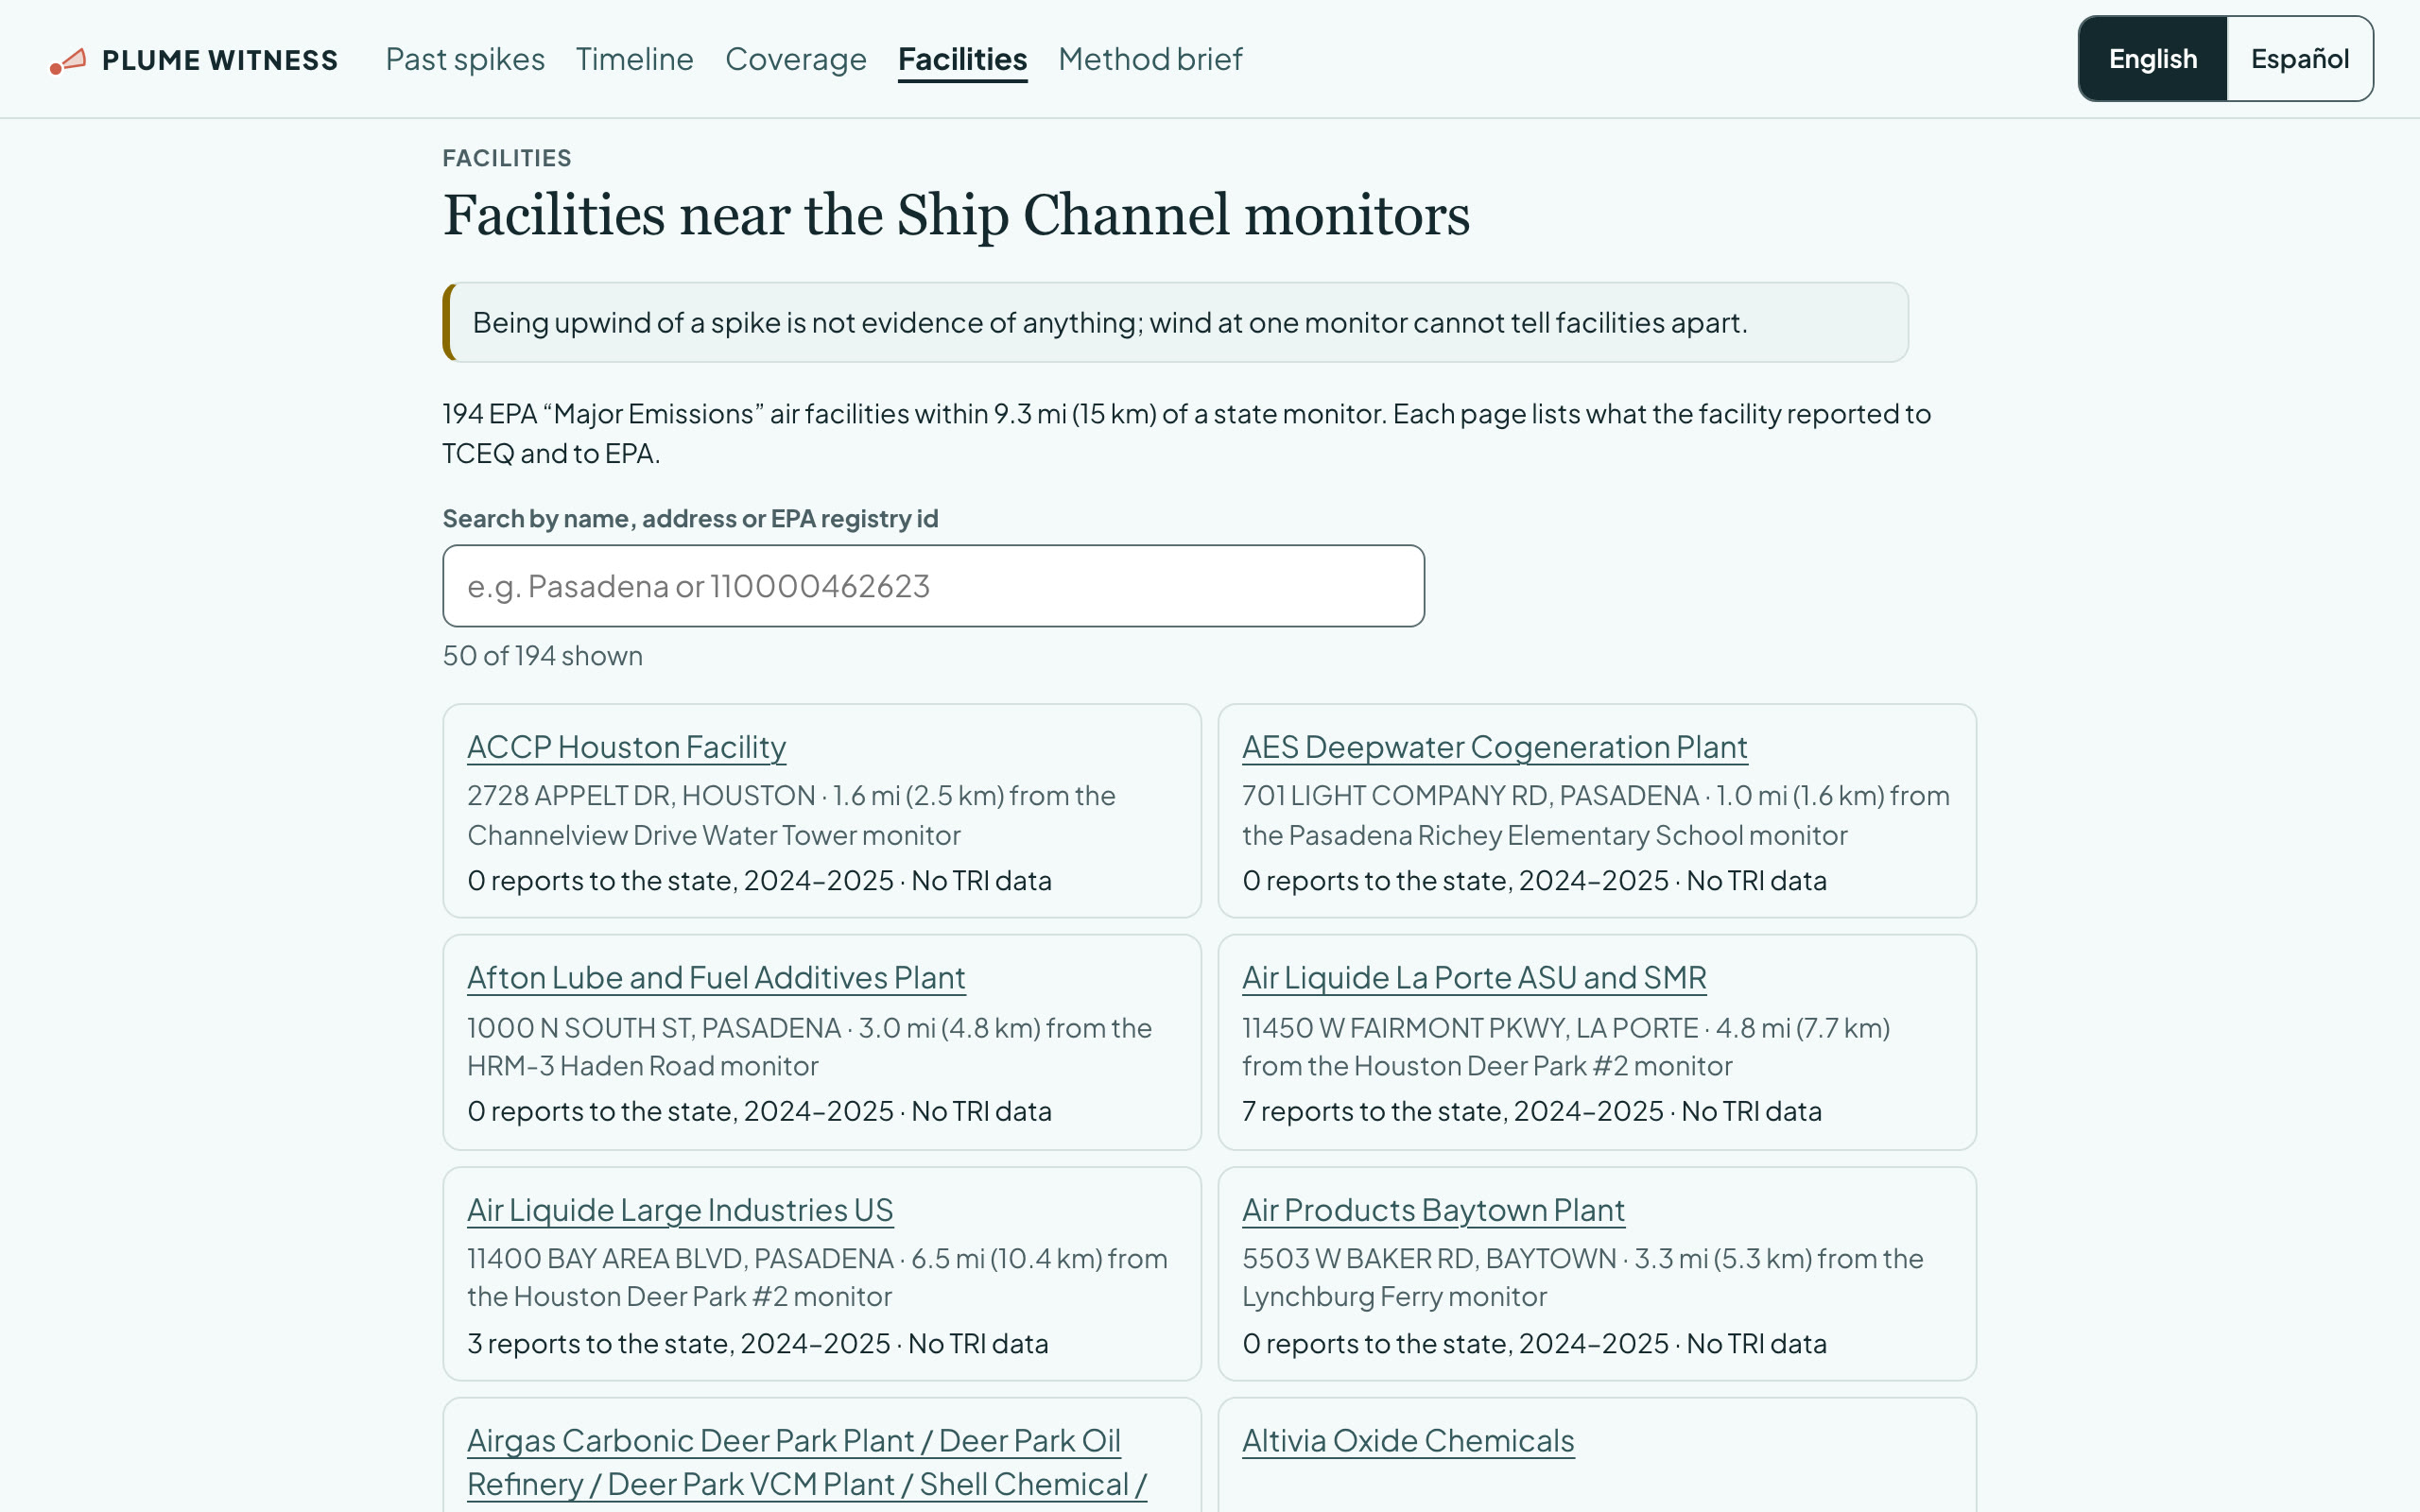 PLUME WITNESS
Past spikes
Timeline
Coverage
Facilities
Method brief
English
Español
FACILITIES
Facilities near the Ship Channel monitors
Being upwind of a spike is not evidence of anything; wind at one monitor cannot tell facilities apart.
194 EPA “Major Emissions” air facilities within 9.3 mi (15 km) of a state monitor. Each page lists what the facility reported to
TCEQ and to EPA.
Search by name, address or EPA registry id
e.g. Pasadena or 110000462623
50 of 194 shown
ACCP Houston Facility
2728 APPELT DR, HOUSTON · 1.6 mi (2.5 km) from the
Channelview Drive Water Tower monitor
0 reports to the state, 2024–2025 · No TRI data
AES Deepwater Cogeneration Plant
701 LIGHT COMPANY RD, PASADENA · 1.0 mi (1.6 km) from
the Pasadena Richey Elementary School monitor
0 reports to the state, 2024–2025 · No TRI data
Afton Lube and Fuel Additives Plant
1000 N SOUTH ST, PASADENA · 3.0 mi (4.8 km) from the
HRM-3 Haden Road monitor
0 reports to the state, 2024–2025 · No TRI data
Air Liquide La Porte ASU and SMR
11450 W FAIRMONT PKWY, LA PORTE · 4.8 mi (7.7 km)
from the Houston Deer Park #2 monitor
7 reports to the state, 2024–2025 · No TRI data
Air Liquide Large Industries US
11400 BAY AREA BLVD, PASADENA · 6.5 mi (10.4 km) from
the Houston Deer Park #2 monitor
3 reports to the state, 2024–2025 · No TRI data
Air Products Baytown Plant
5503 W BAKER RD, BAYTOWN · 3.3 mi (5.3 km) from the
Lynchburg Ferry monitor
0 reports to the state, 2024–2025 · No TRI data
Airgas Carbonic Deer Park Plant / Deer Park Oil
Refinery / Deer Park VCM Plant / Shell Chemical /
Altivia Oxide Chemicals